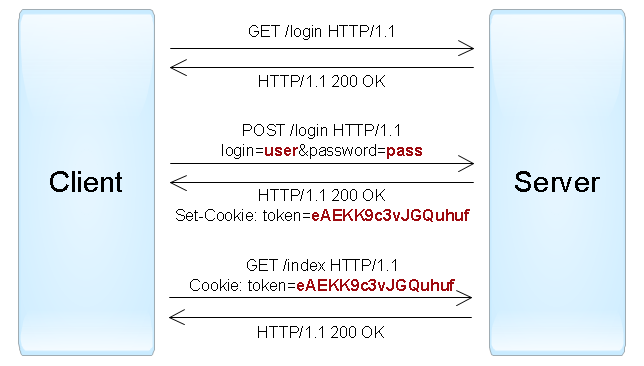 GET /login HTTP/1.1
HTTP/1.1 200 OK
POST /login HTTP/1.1
login=user&password=pass
Client
Server
HTTP/1.1 200 OK
Set-Cookie: token=eAEKK9c3vJGQuhuf
GET /index HTTP/1.1
Cookie: token=eAEKK9c3vJGQuhuf
HTTP/1.1 200 OK